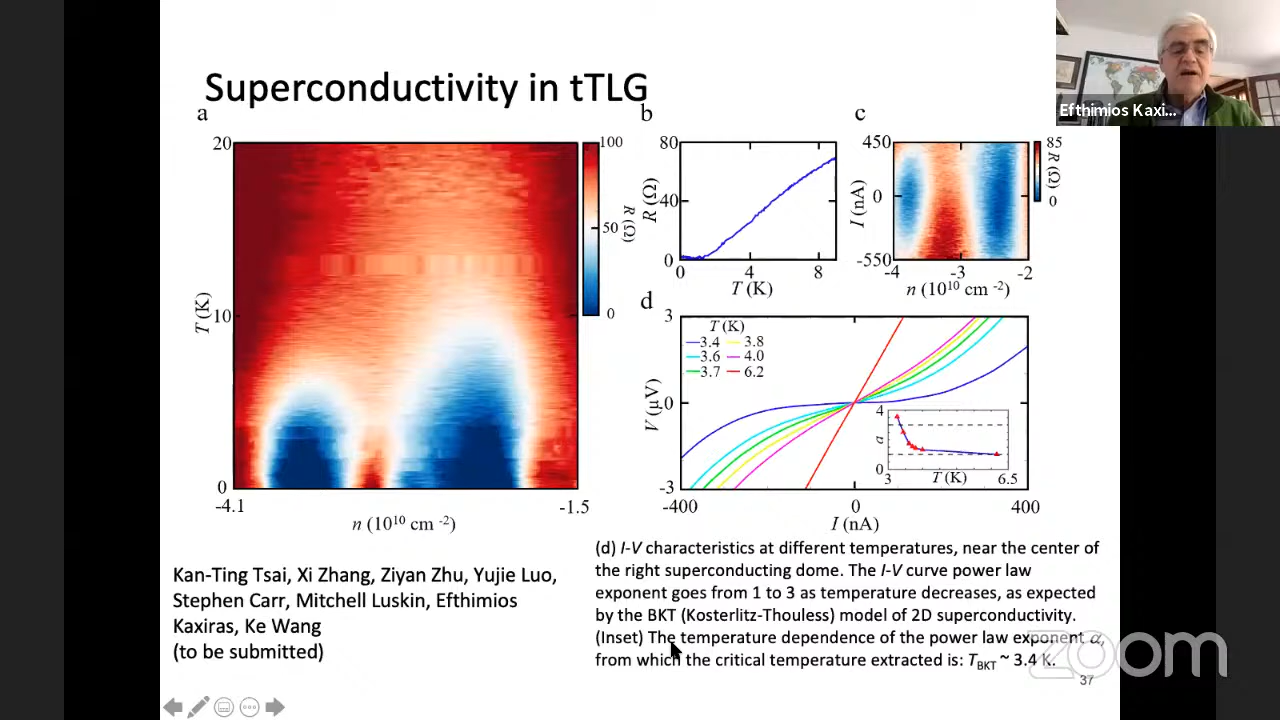 Superconductivity in tTLG
a
20
10
0
T (K)
-4.1
-1.5
n (10¹⁰ cm ⁻²)
100
50
0
R (Ω)
b
80
40
0
R (Ω)
0
4
8
T (K)
c
450
0
-550
I (nA)
-4
-3
-2
n (10¹⁰ cm ⁻²)
85
0
R (Ω)
Efthimios Kaxi...
d
3
0
-3
V (μV)
T (K)
3.4 3.8
3.6 4.0
3.7 6.2
4
α
0
3 T (K) 6.5
-400
0
400
I (nA)
Kan-Ting Tsai, Xi Zhang, Ziyan Zhu, Yujie Luo,
Stephen Carr, Mitchell Luskin, Efthimios
Kaxiras, Ke Wang
(to be submitted)
(d) I-V characteristics at different temperatures, near the center of
the right superconducting dome. The I-V curve power law
exponent goes from 1 to 3 as temperature decreases, as expected
by the BKT (Kosterlitz-Thouless) model of 2D superconductivity.
(Inset) The temperature dependence of the power law exponent α,
from which the critical temperature extracted is: T_BKT ~ 3.4 K.
zoom
37